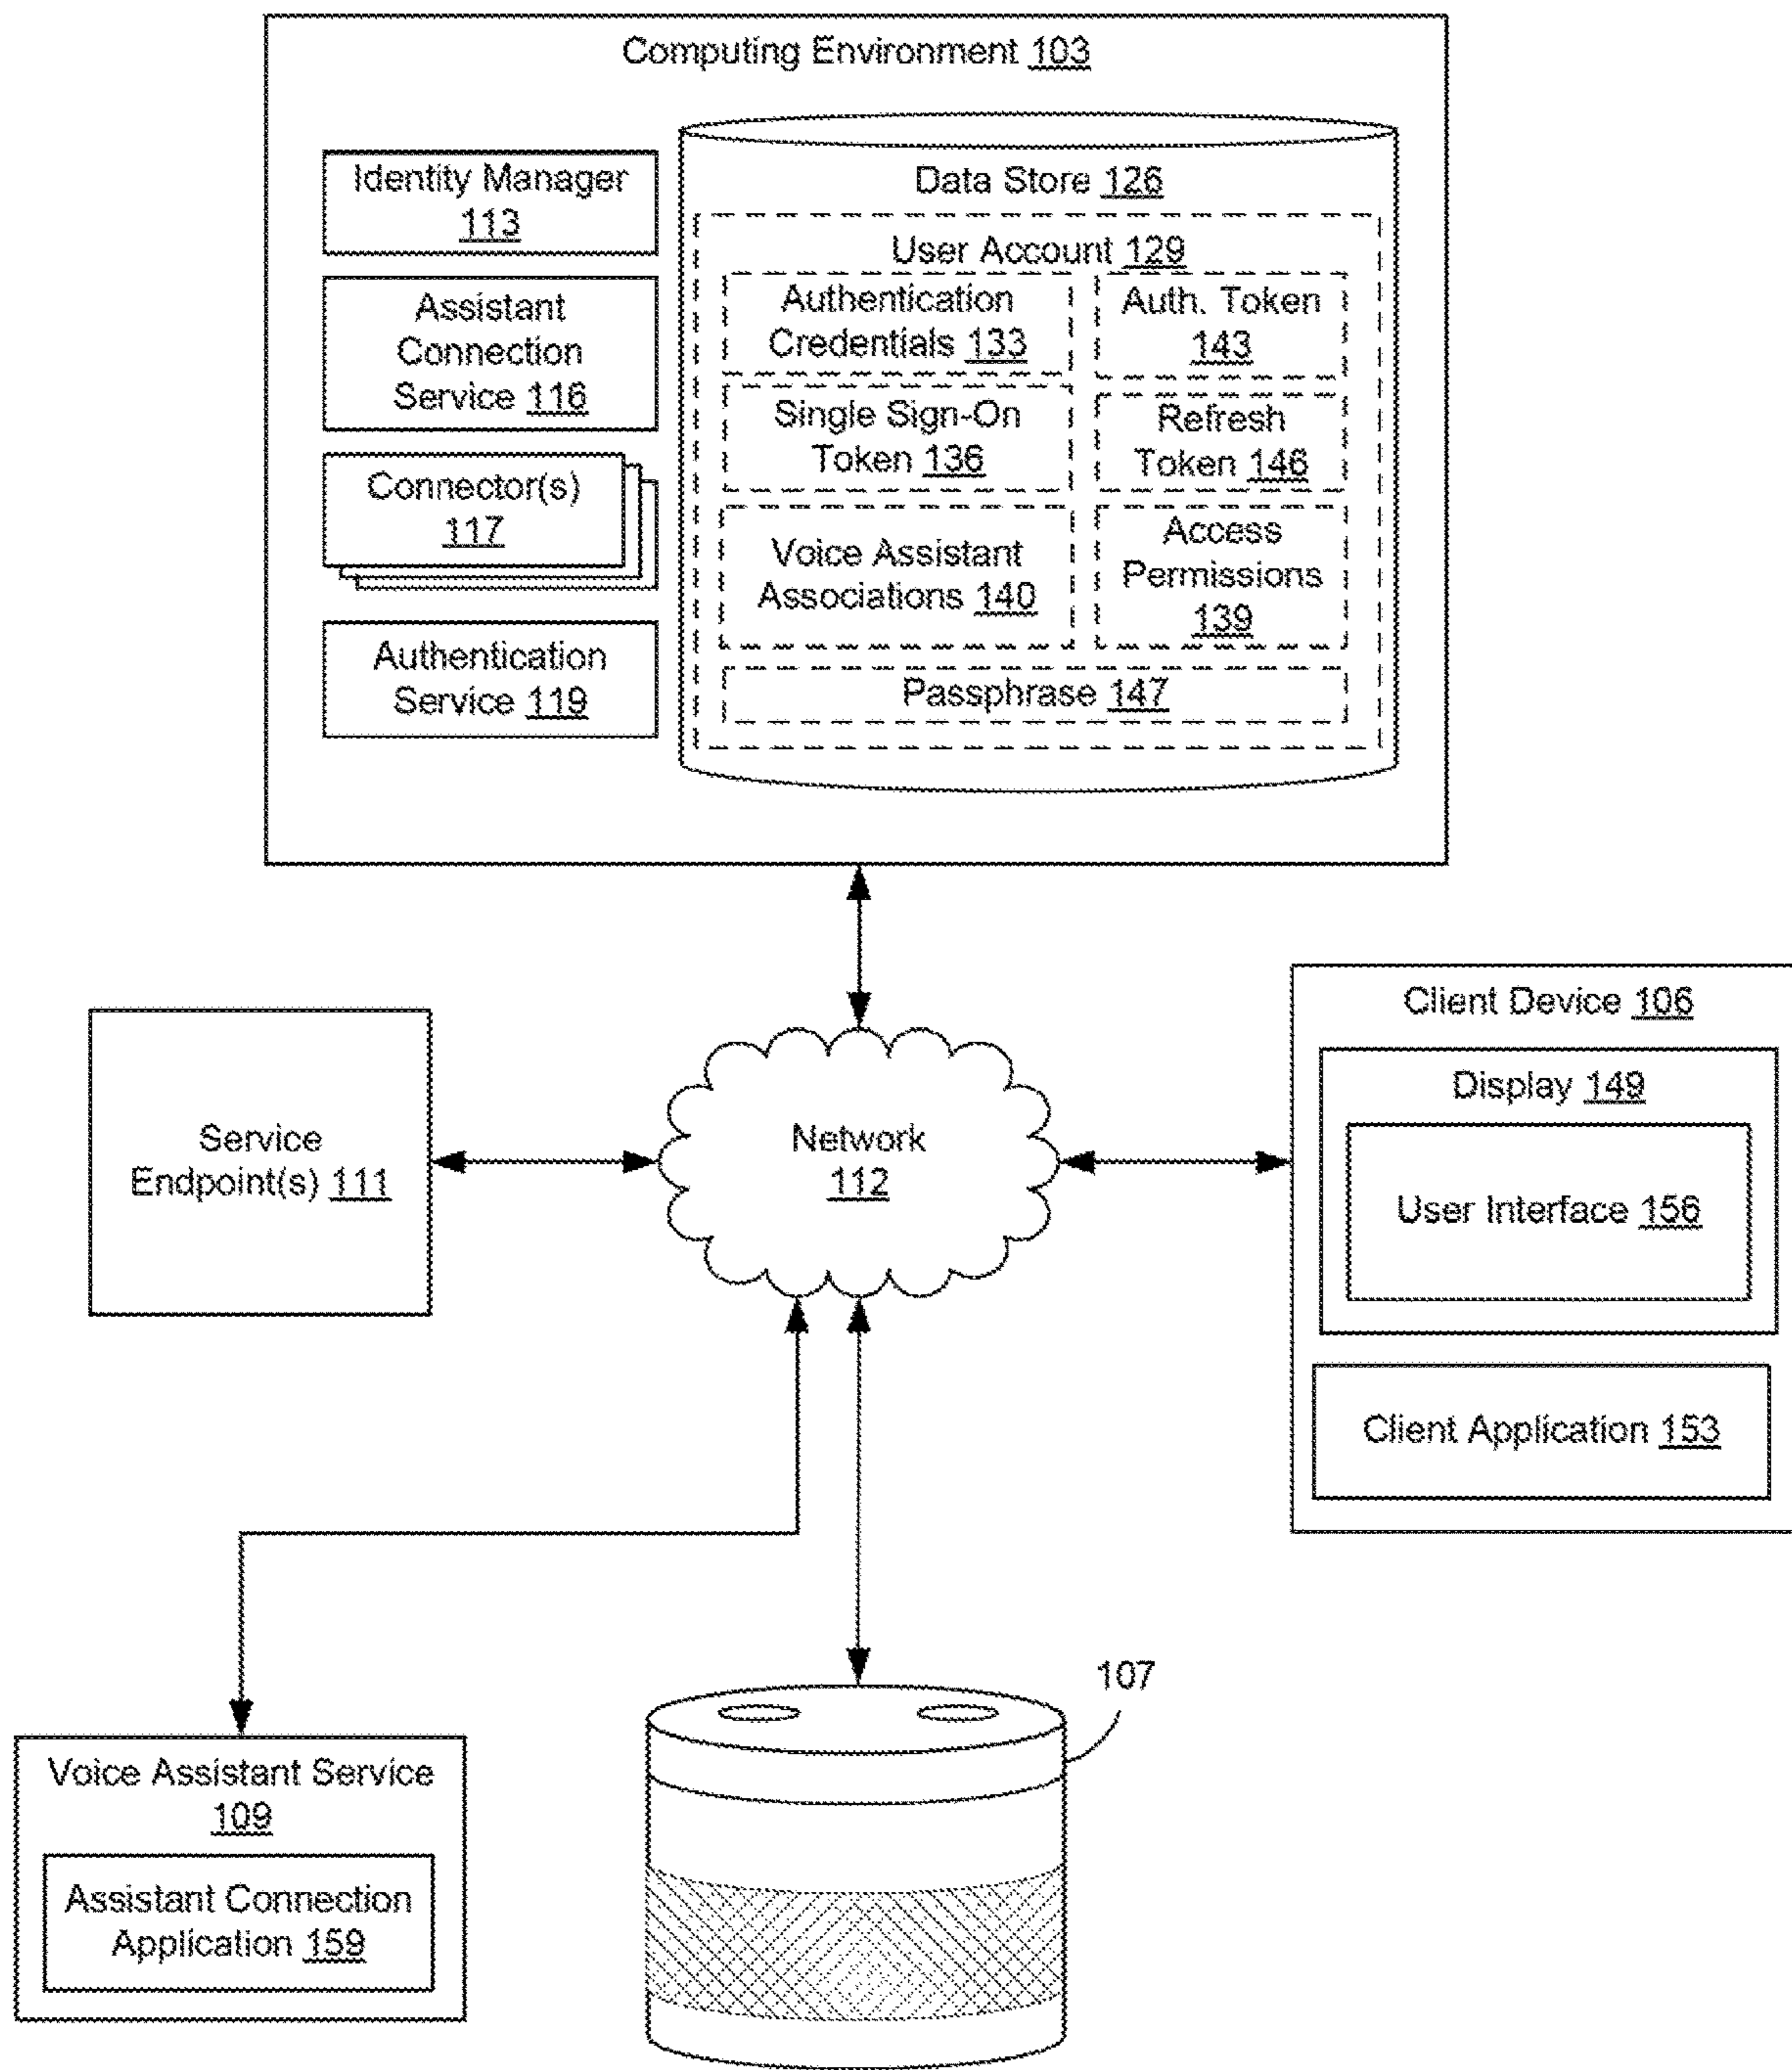 Computing Environment 103
Identity Manager
113
Assistant
Connection
Service 116
Connector(s)
117
Authentication
Service 119
Data Store 126
User Account 129
Authentication
Credentials 133
Auth. Token
143
Single Sign-On
Token 136
Refresh
Token 146
Voice Assistant
Associations 140
Access
Permissions
139
Passphrase 147
Service
Endpoint(s) 111
Network
112
Client Device 106
Display 149
User Interface 156
Client Application 153
107
Voice Assistant Service
109
Assistant Connection
Application 159